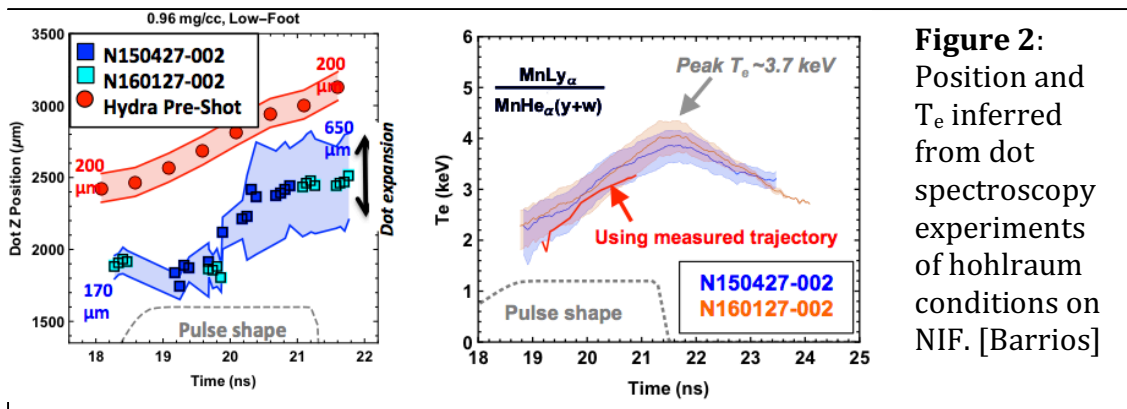 0.96 mg/cc, Low–Foot
3500
3000
2500
2000
1500
Dot Z Position (μm)
N150427-002
N160127-002
Hydra Pre-Shot
200
μm
200
μm
650
μm
170
μm
Dot expansion
Pulse shape
18
19
20
21
22
Time (ns)
6
5
4
3
2
1
0
Te (keV)
MnLyα
MnHeα(y+w)
Peak Te ~3.7 keV
Using measured trajectory
N150427-002
N160127-002
Pulse shape
18
19
20
21
22
23
24
25
Time (ns)
Figure 2:
Position and
Te inferred
from dot
spectroscopy
experiments
of hohlraum
conditions on
NIF. [Barrios]